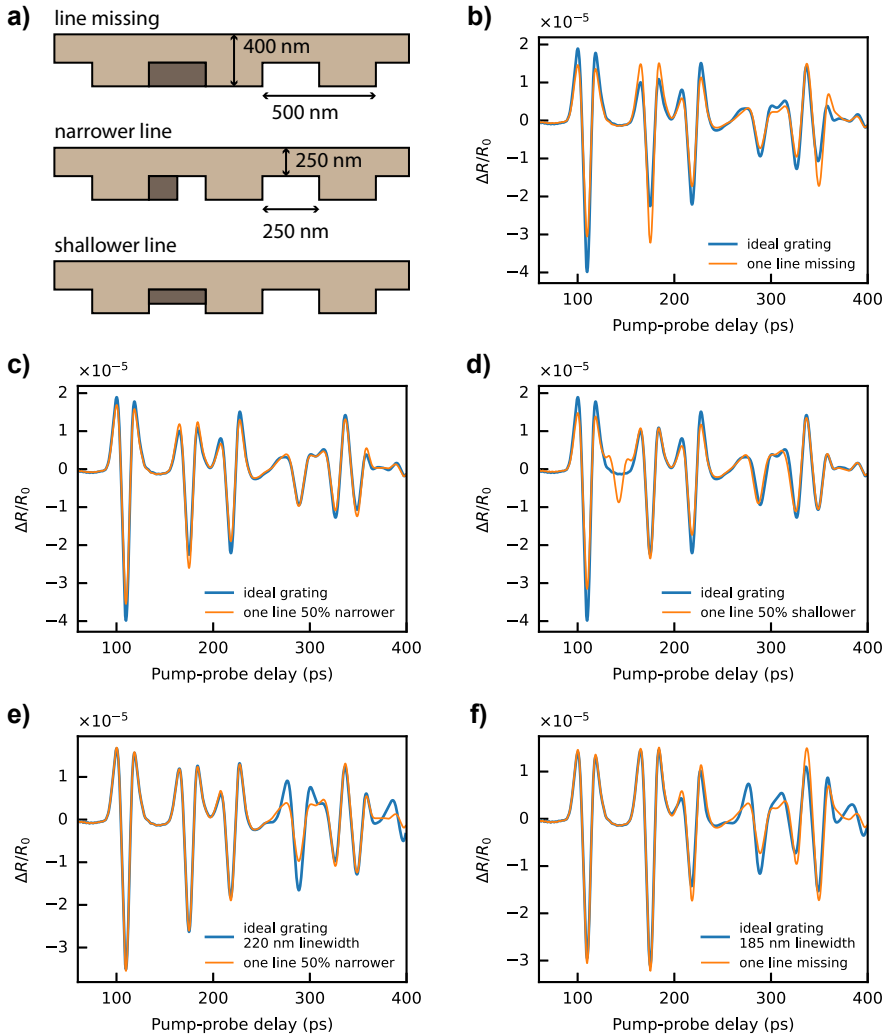 a)
line missing
400 nm
500 nm
narrower line
250 nm
250 nm
shallower line
b)
×10⁻⁵
2
1
0
−1
−2
−3
−4
ΔR/R₀
ideal grating
one line missing
100
200
300
400
Pump-probe delay (ps)
c)
×10⁻⁵
2
1
0
−1
−2
−3
−4
ΔR/R₀
ideal grating
one line 50% narrower
100
200
300
400
Pump-probe delay (ps)
d)
×10⁻⁵
2
1
0
−1
−2
−3
−4
ΔR/R₀
ideal grating
one line 50% shallower
100
200
300
400
Pump-probe delay (ps)
e)
×10⁻⁵
1
0
−1
−2
−3
ΔR/R₀
ideal grating
220 nm linewidth
one line 50% narrower
100
200
300
400
Pump-probe delay (ps)
f)
×10⁻⁵
1
0
−1
−2
−3
ΔR/R₀
ideal grating
185 nm linewidth
one line missing
100
200
300
400
Pump-probe delay (ps)